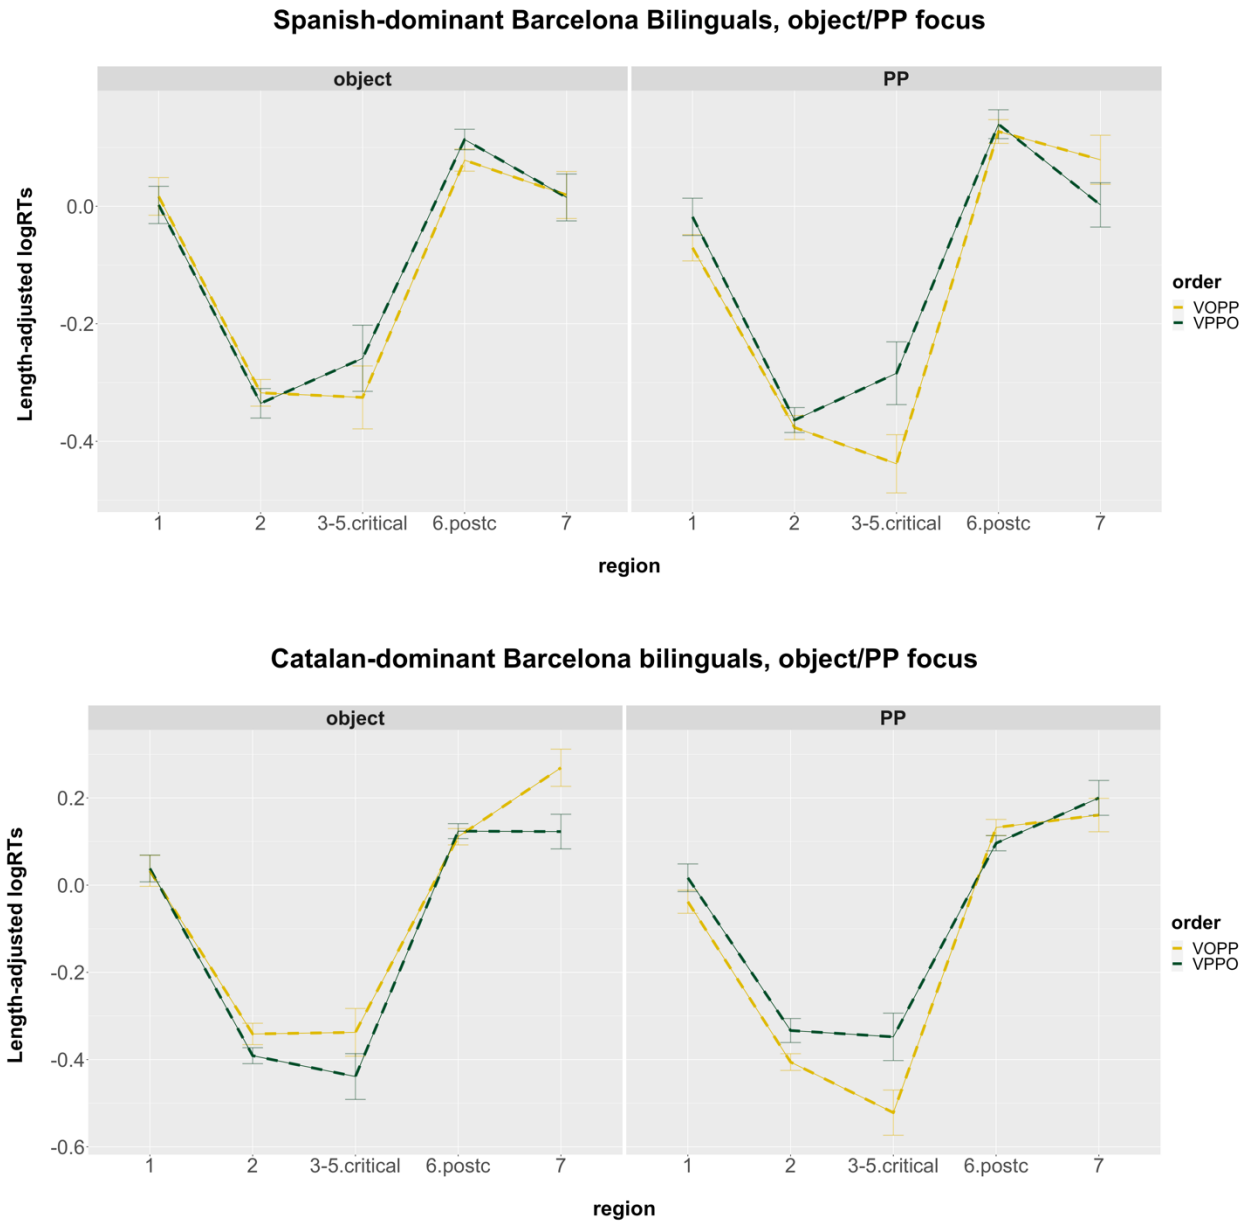 Spanish-dominant Barcelona Bilinguals, object/PP focus
object PP
Length-adjusted logRTs
0.0
-0.2
-0.4
order
VOPP
VPPO
1 2 3-5.critical 6.postc 7 1 2 3-5.critical 6.postc 7
region
Catalan-dominant Barcelona bilinguals, object/PP focus
object PP
Length-adjusted logRTs
0.2
0.0
-0.2
-0.4
-0.6
order
VOPP
VPPO
1 2 3-5.critical 6.postc 7 1 2 3-5.critical 6.postc 7
region